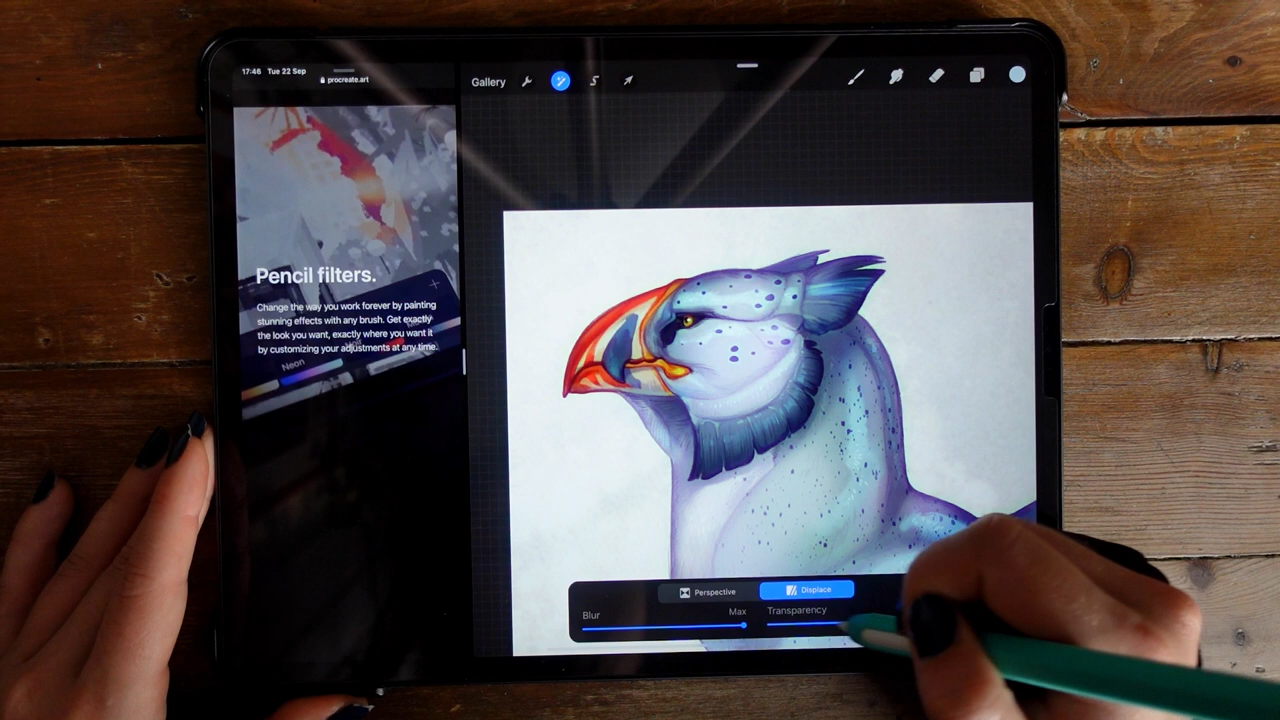 17:46 Tue 22 Sep
procreate.art
Gallery
Pencil filters.
Change the way you work forever by painting
stunning effects with any brush. Get exactly
the look you want, exactly where you want it
by customizing your adjustments at any time.
Neon
Perspective
Displace
Blur
Max
Transparency